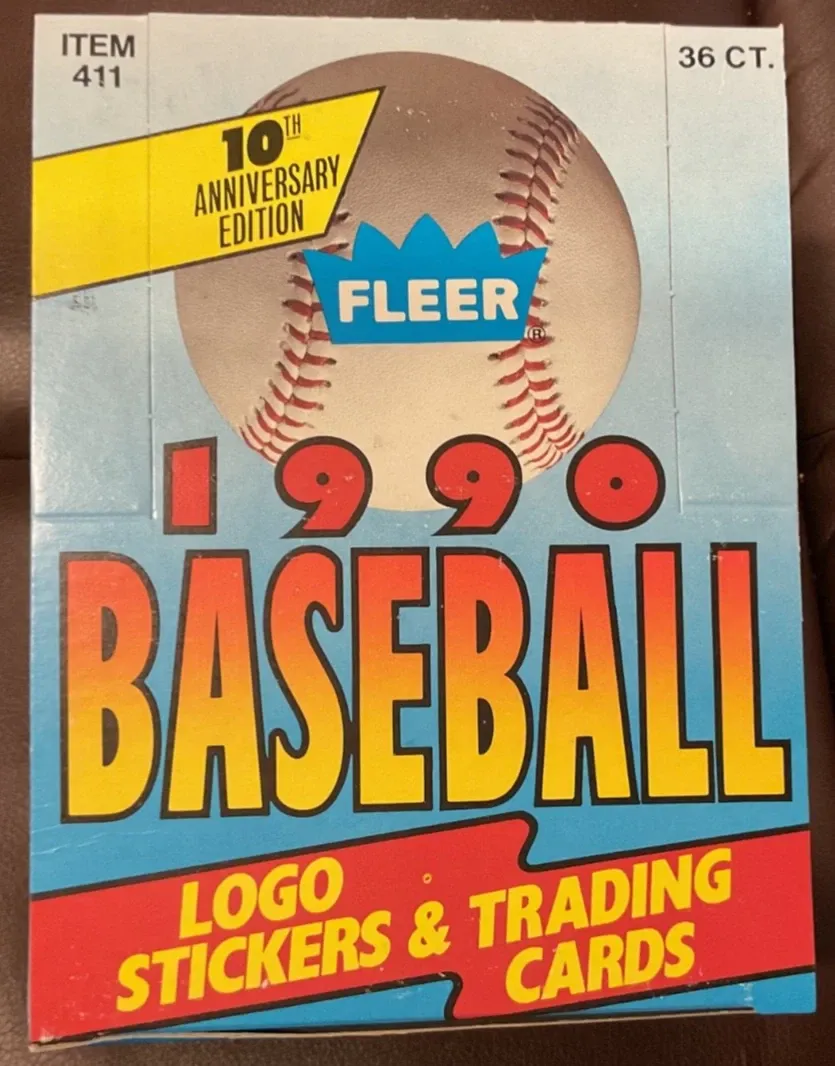 ITEM
411
36 CT.
10TH
ANNIVERSARY
EDITION
FLEER
®
1990
BASEBALL
LOGO
STICKERS & TRADING
CARDS